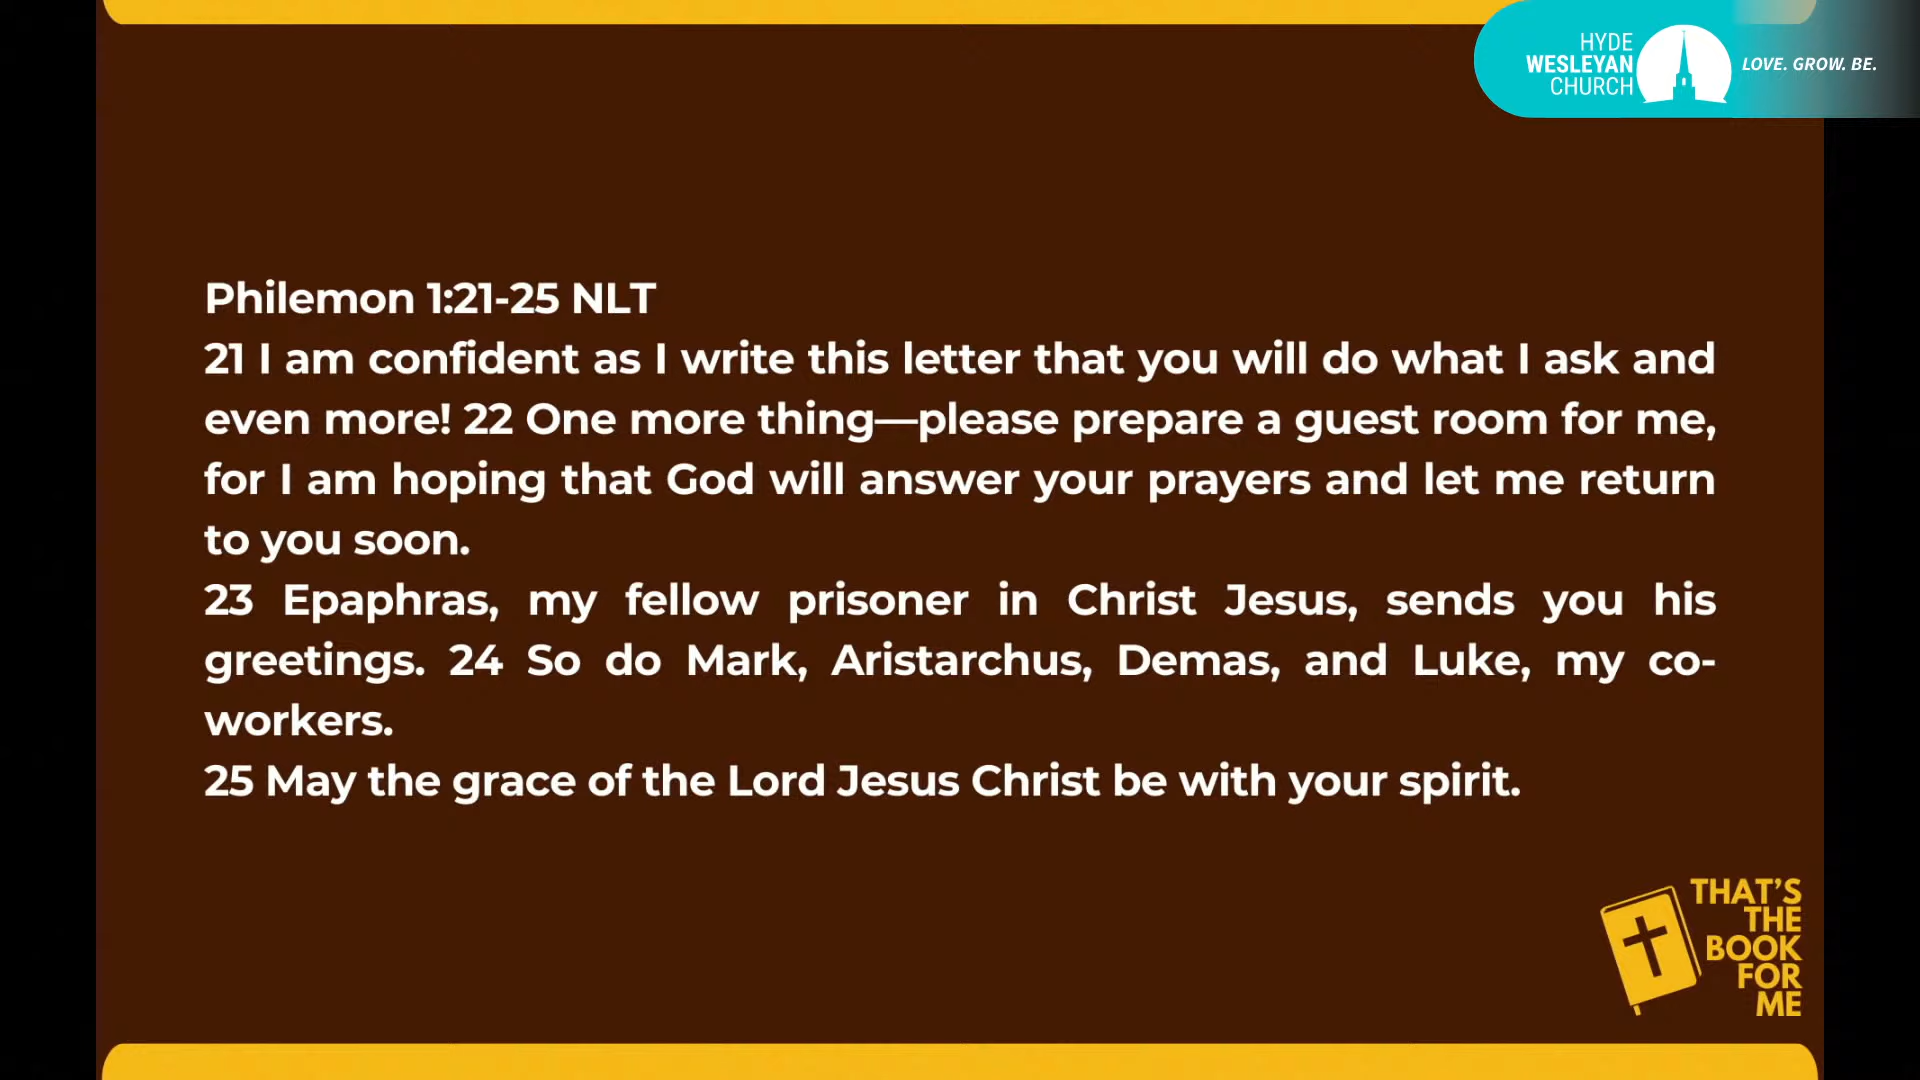 HYDE
WESLEYAN
CHURCH
LOVE. GROW. BE.
Philemon 1:21-25 NLT
21 I am confident as I write this letter that you will do what I ask and
even more! 22 One more thing—please prepare a guest room for me,
for I am hoping that God will answer your prayers and let me return
to you soon.
23 Epaphras, my fellow prisoner in Christ Jesus, sends you his
greetings. 24 So do Mark, Aristarchus, Demas, and Luke, my co-
workers.
25 May the grace of the Lord Jesus Christ be with your spirit.
THAT'S
THE
BOOK
FOR
ME